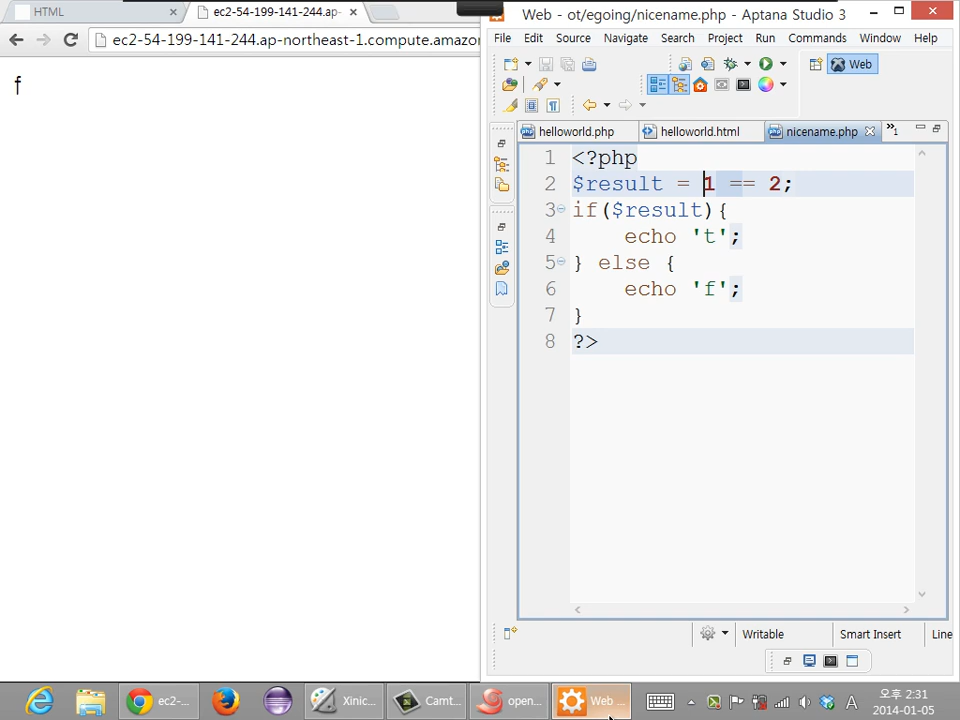 HTML
ec2-54-199-141-244.ap-
Web - ot/egoing/nicename.php - Aptana Studio 3
ec2-54-199-141-244.ap-northeast-1.compute.amazon
File Edit Source Navigate Search Project Run Commands Window Help
Web
f
helloworld.php helloworld.html nicename.php »1
1 <?php
2 $result = 1 == 2;
3 if($result){
4 echo 't';
5 } else {
6 echo 'f';
7 }
8 ?>
Writable Smart Insert Line
ec2-... Xinic... Camt... open... Web ... A 오후 2:31
2014-01-05